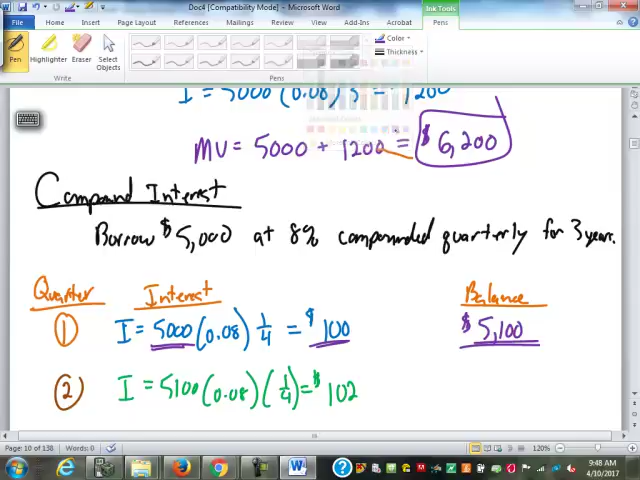 Doc4 (Compatibility Mode) - Microsoft Word
Ink Tools
File Home Insert Page Layout References Mailings Review View Add-Ins Acrobat Pens
Pen Highlighter Eraser Select Objects
Color
Thickness
Write Pens
I = 5000 (0.08) 3 = 1200
MV = 5000 + 1200 = $6,200
Compound Interest
Borrow $5,000 at 8% compounded quarterly for 3 years.
Quarter Interest Balance
1 I = 5000 (0.08) 1/4 = $100 $5,100
2 I = 5100 (0.08) (1/4) = $102
Page: 10 of 138 Words: 0 120%
9:48 AM
4/10/2017